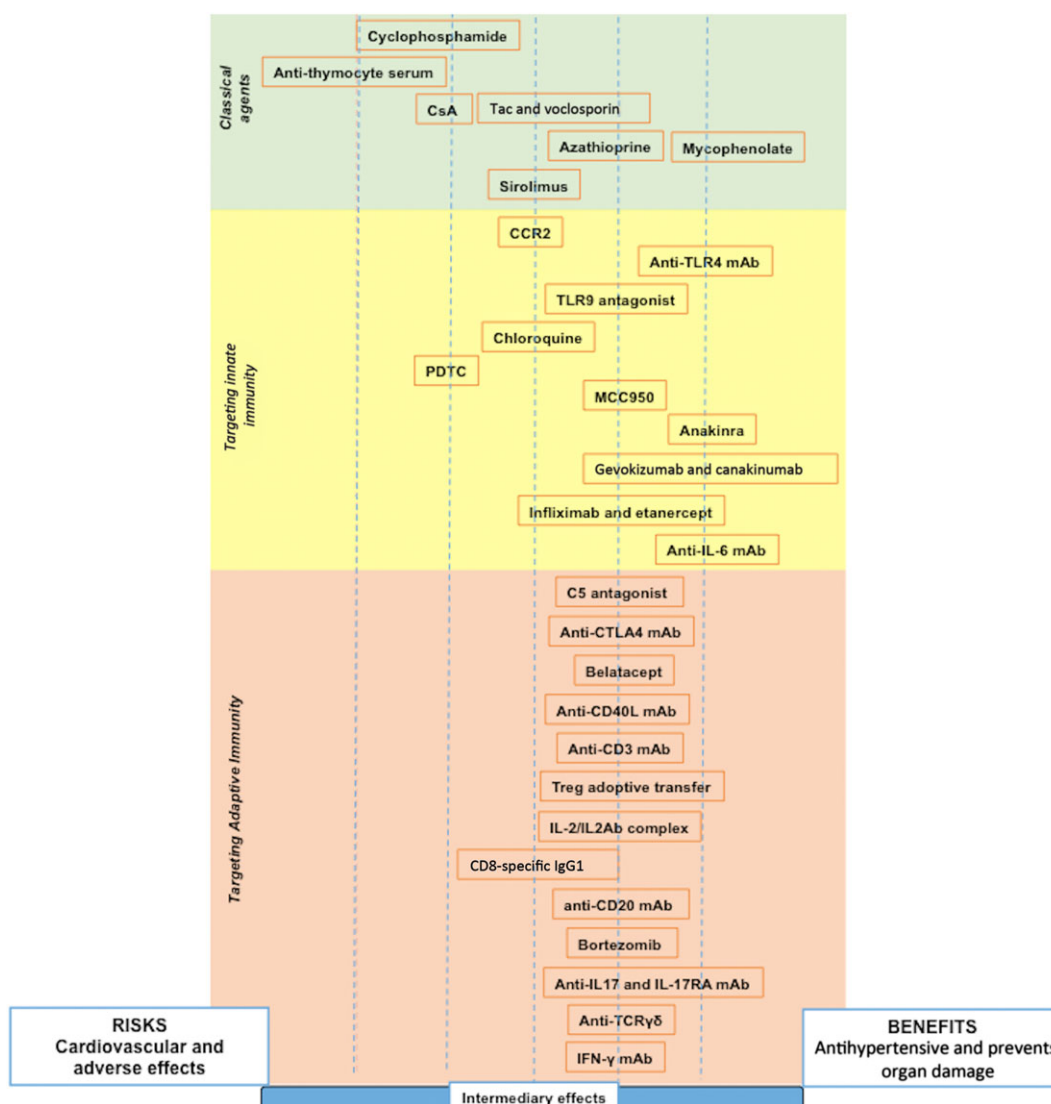 Classical
agents
Cyclophosphamide
Anti-thymocyte serum
CsA
Tac and voclosporin
Azathioprine
Mycophenolate
Sirolimus
Targeting innate
immunity
CCR2
Anti-TLR4 mAb
TLR9 antagonist
Chloroquine
PDTC
MCC950
Anakinra
Gevokizumab and canakinumab
Infliximab and etanercept
Anti-IL-6 mAb
Targeting Adaptive Immunity
C5 antagonist
Anti-CTLA4 mAb
Belatacept
Anti-CD40L mAb
Anti-CD3 mAb
Treg adoptive transfer
IL-2/IL2Ab complex
CD8-specific IgG1
anti-CD20 mAb
Bortezomib
Anti-IL17 and IL-17RA mAb
Anti-TCRγδ
IFN-γ mAb
RISKS
Cardiovascular and
adverse effects
BENEFITS
Antihypertensive and prevents
organ damage
Intermediary effects